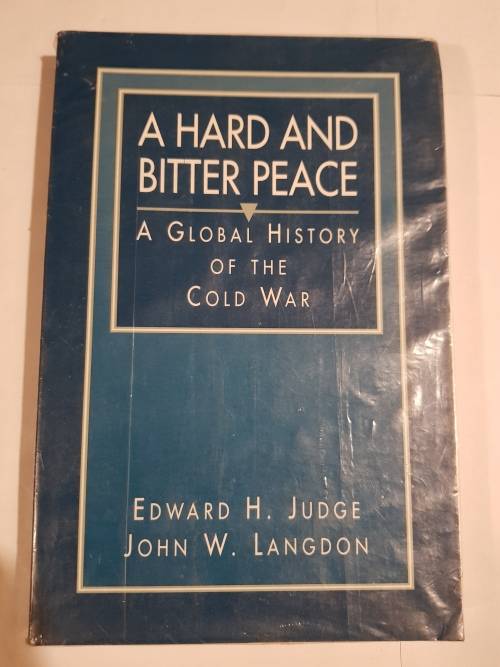 A HARD AND
BITTER PEACE
A GLOBAL HISTORY
OF THE
COLD WAR
EDWARD H. JUDGE
JOHN W. LANGDON